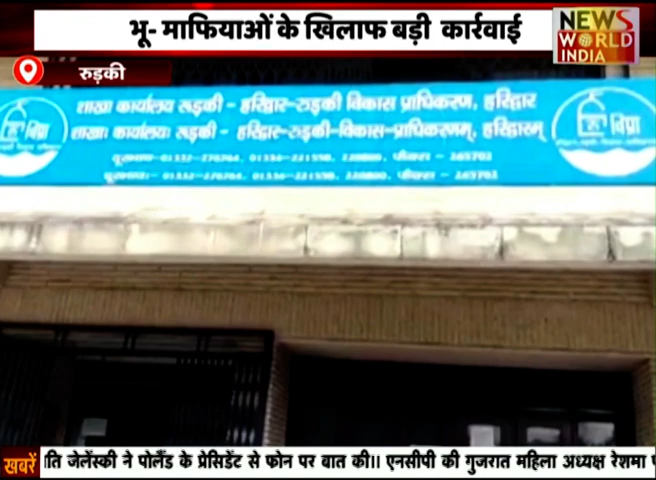 भू- माफियाओं के खिलाफ बड़ी कार्रवाई
NEWS
WORLD
INDIA
रुड़की
शाखा कार्यालय रूड़की - हरिद्वार-रुड़की विकास प्राधिकरण, हरिद्वार
शाखाः कार्यालयः रूड़की - हरिद्वार-रुड़की-विकास-प्राधिकरणम्, हरिद्वारम्
विप्रा
खबरें
ति जेलेंस्की ने पोलैंड के प्रेसिडेंट से फोन पर बात की।। एनसीपी की गुजरात महिला अध्यक्ष रेशमा